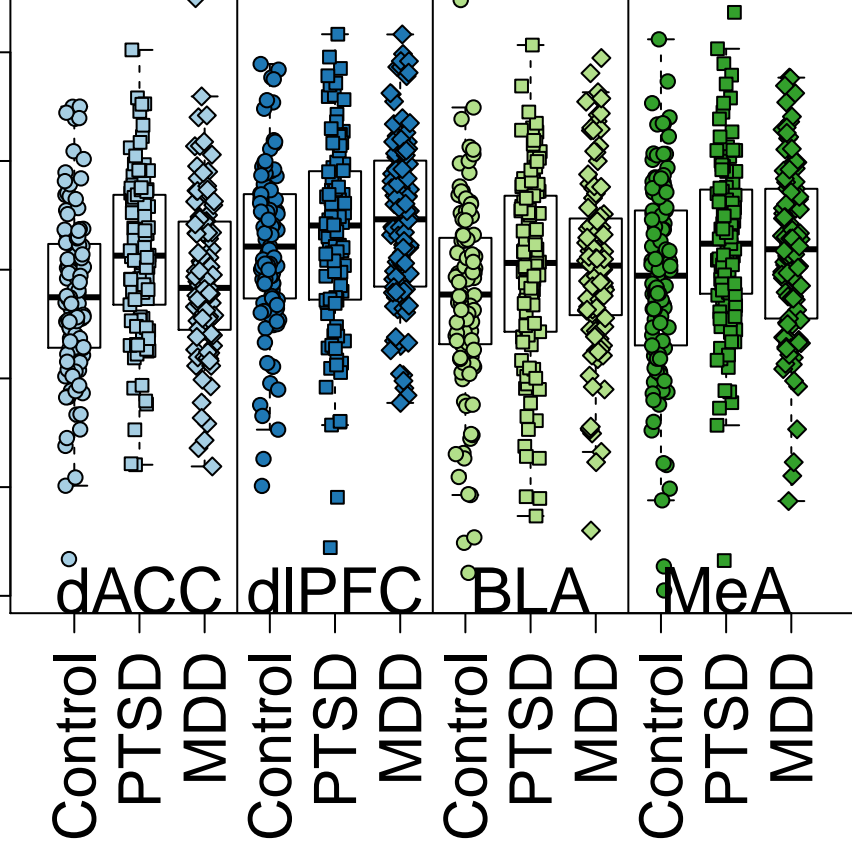 dACC dlPFC BLA MeA
Control PTSD MDD Control PTSD MDD Control PTSD MDD Control PTSD MDD